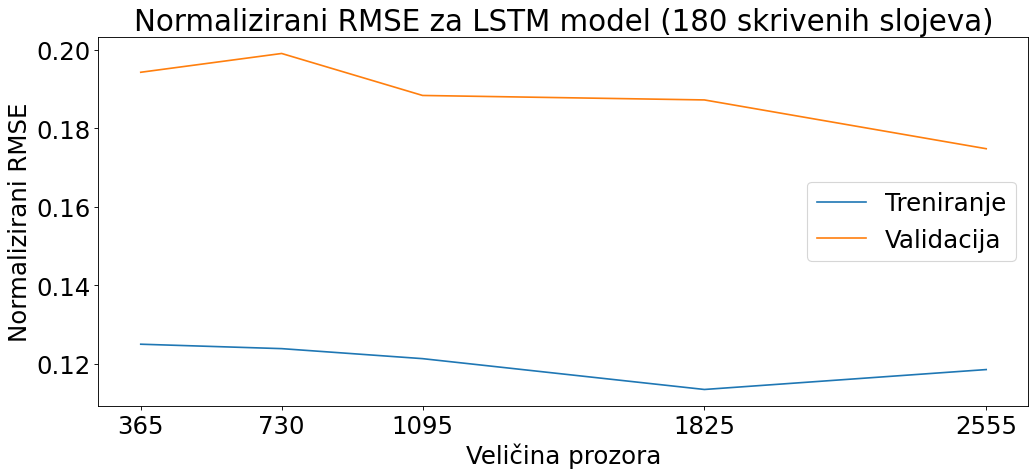 Normalizirani RMSE za LSTM model (180 skrivenih slojeva)
Normalizirani RMSE
0.20
0.18
0.16
0.14
0.12
Treniranje
Validacija
365 730 1095 1825 2555
Veličina prozora